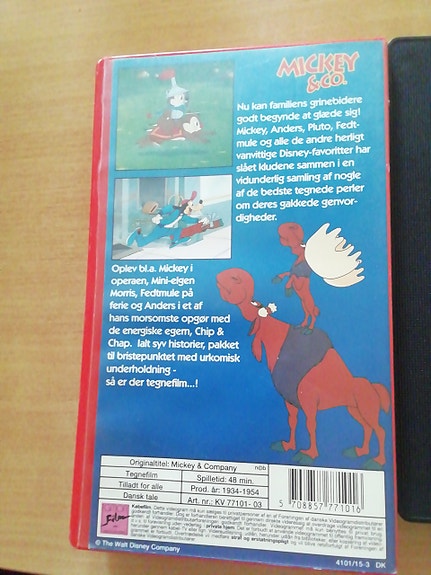 MICKEY
& CO.
Nu kan familiens grinebidere
godt begynde at glæde sig!
Mickey, Anders, Pluto, Fedt-
mule og alle de andre herligt
vanvittige Disney-favoritter har
slået kludene sammen i en
vidunderlig samling af nogle
af de bedste tegnede perler
om deres gakkede genvor-
digheder.
Oplev bl.a. Mickey i
operaen, Mini-elgen
Morris, Fedtmule på
ferie og Anders i et af
hans morsomste opgør med
de energiske egern, Chip &
Chap. Ialt syv historier, pakket
til bristepunktet med urkomisk
underholdning -
så er der tegnefilm...!
Originaltitel: Mickey & Company
nDb
Tegnefilm
Spilletid: 48 min.
Tilladt for alle
Prod. år: 1934-1954
Dansk tale
Art. nr.: KV 77101- 03
5 708857 771016
Film
Købefilm
© The Walt Disney Company
4101/15-3 DK